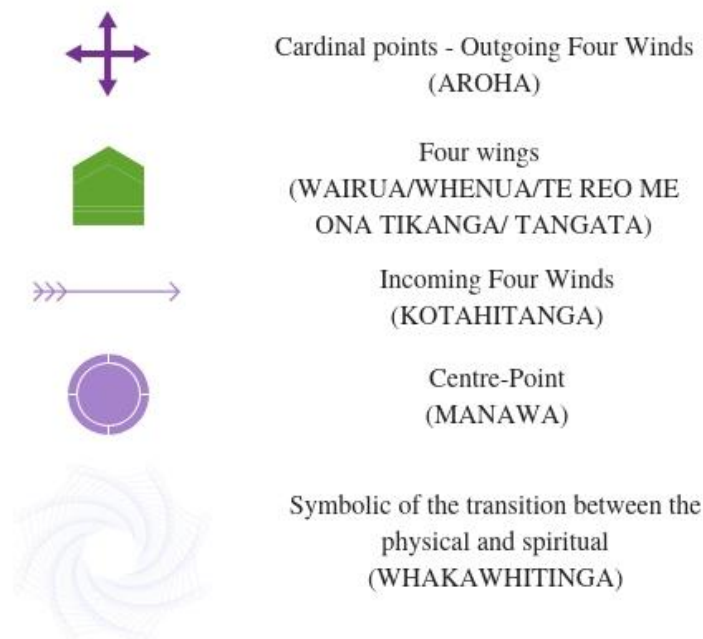 Cardinal points - Outgoing Four Winds
(AROHA)
Four wings
(WAIRUA/WHENUA/TE REO ME
ONA TIKANGA/ TANGATA)
Incoming Four Winds
(KOTAHITANGA)
Centre-Point
(MANAWA)
Symbolic of the transition between the
physical and spiritual
(WHAKAWHITINGA)